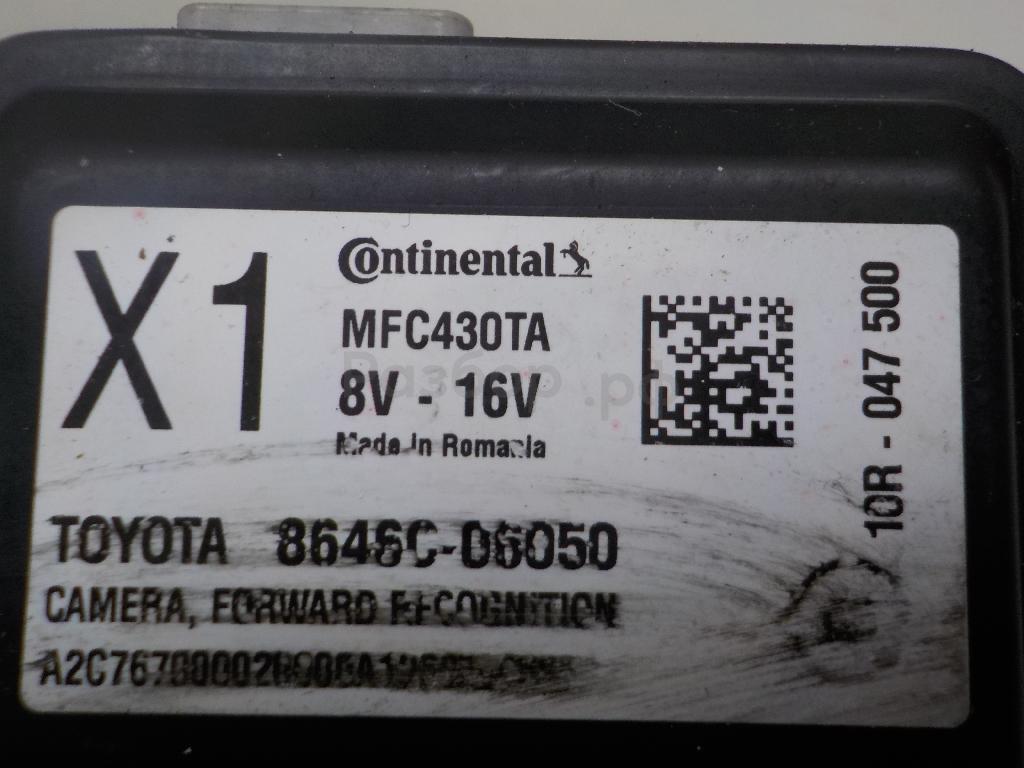 X1
Continental
MFC430TA
8V - 16V
Made in Romania
10R - 047 500
TOYOTA 8646C-06050
CAMERA, FORWARD RECOGNITION